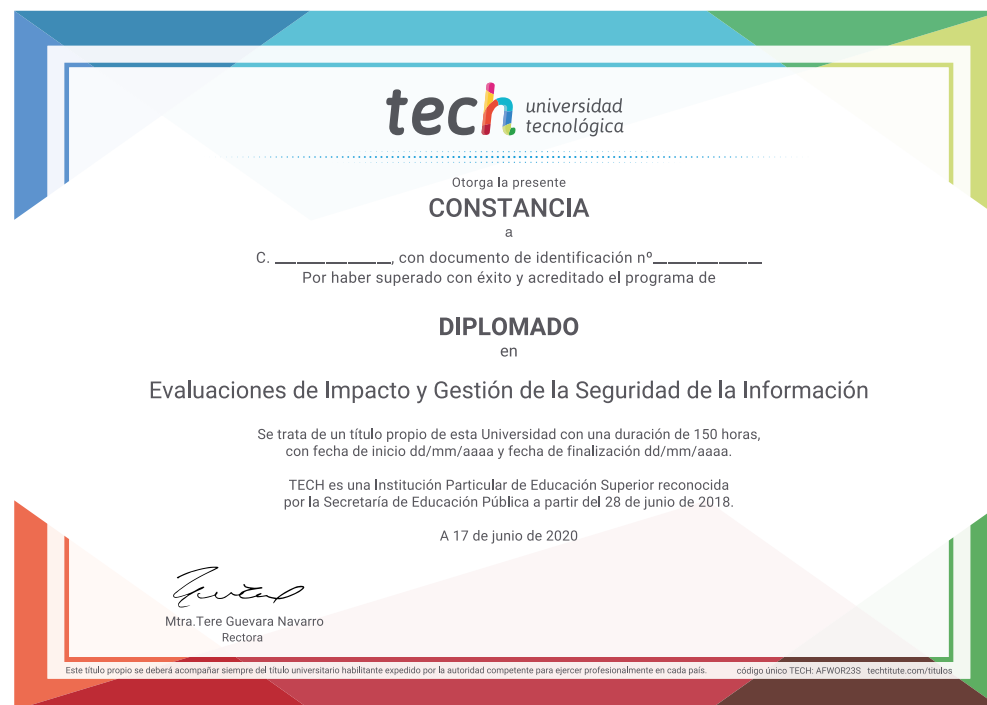 tech universidad
tecnológica
Otorga la presente
CONSTANCIA
a
C. ________________, con documento de identificación nº_______________
Por haber superado con éxito y acreditado el programa de
DIPLOMADO
en
Evaluaciones de Impacto y Gestión de la Seguridad de la Información
Se trata de un título propio de esta Universidad con una duración de 150 horas,
con fecha de inicio dd/mm/aaaa y fecha de finalización dd/mm/aaaa.
TECH es una Institución Particular de Educación Superior reconocida
por la Secretaría de Educación Pública a partir del 28 de junio de 2018.
A 17 de junio de 2020
Mtra.Tere Guevara Navarro
Rectora
Este título propio se deberá acompañar siempre del título universitario habilitante expedido por la autoridad competente para ejercer profesionalmente en cada país. código único TECH: AFWOR23S techtitute.com/titulos